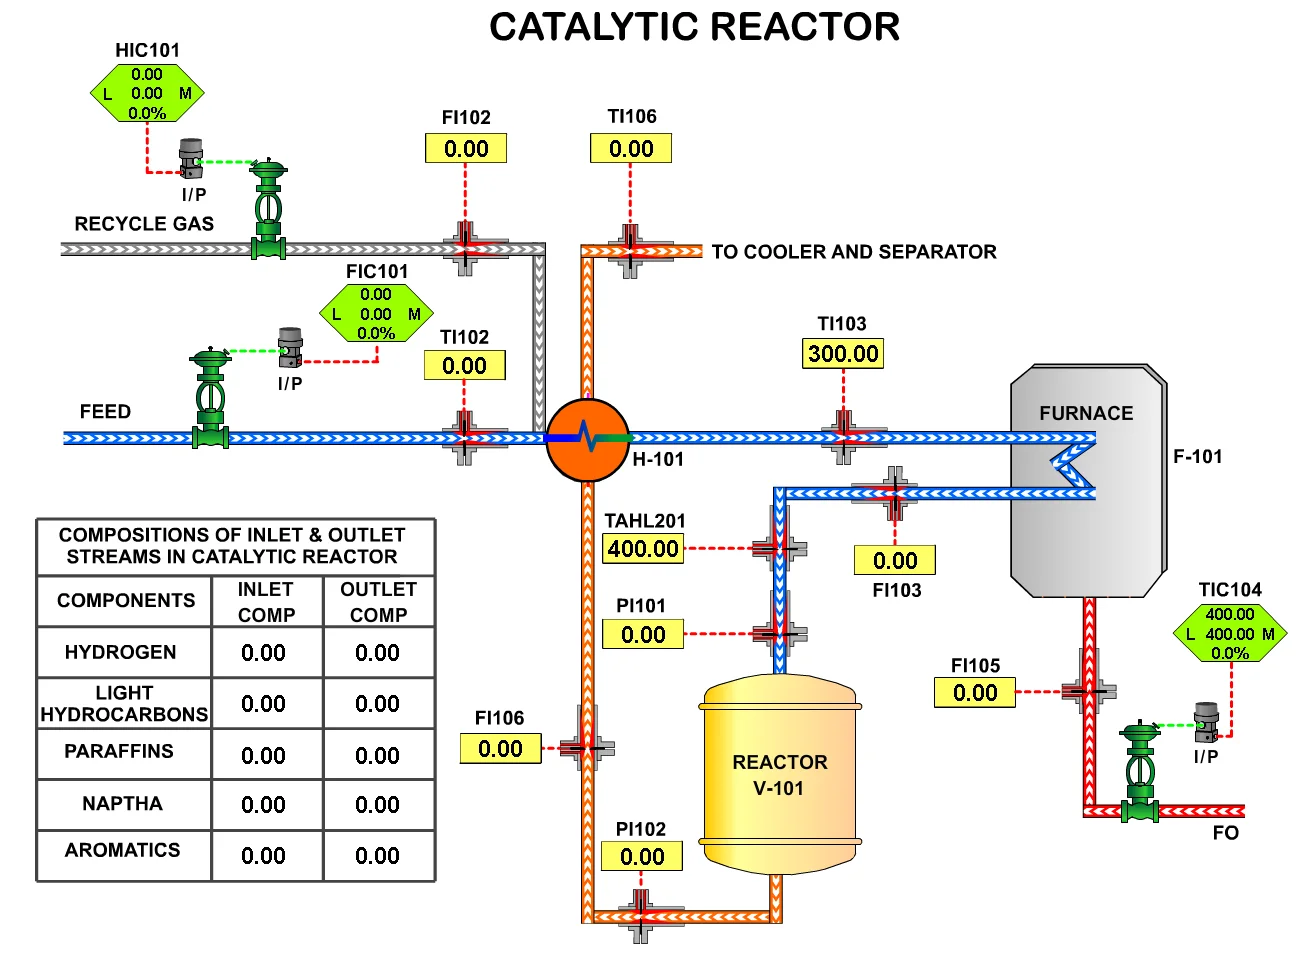 CATALYTIC REACTOR
HIC101
0.00
L 0.00 M
0.0%
I/P
RECYCLE GAS
FI102
0.00
TI106
0.00
TO COOLER AND SEPARATOR
FIC101
0.00
L 0.00 M
0.0%
I/P
TI102
0.00
FEED
H-101
TI103
300.00
FURNACE
F-101
TAHL201
400.00
FI103
0.00
PI101
0.00
TIC104
400.00
L 400.00 M
0.0%
I/P
FI105
0.00
FO
FI106
0.00
REACTOR
V-101
PI102
0.00
COMPOSITIONS OF INLET & OUTLET
STREAMS IN CATALYTIC REACTOR
COMPONENTS INLET COMP OUTLET COMP
HYDROGEN 0.00 0.00
LIGHT HYDROCARBONS 0.00 0.00
PARAFFINS 0.00 0.00
NAPTHA 0.00 0.00
AROMATICS 0.00 0.00